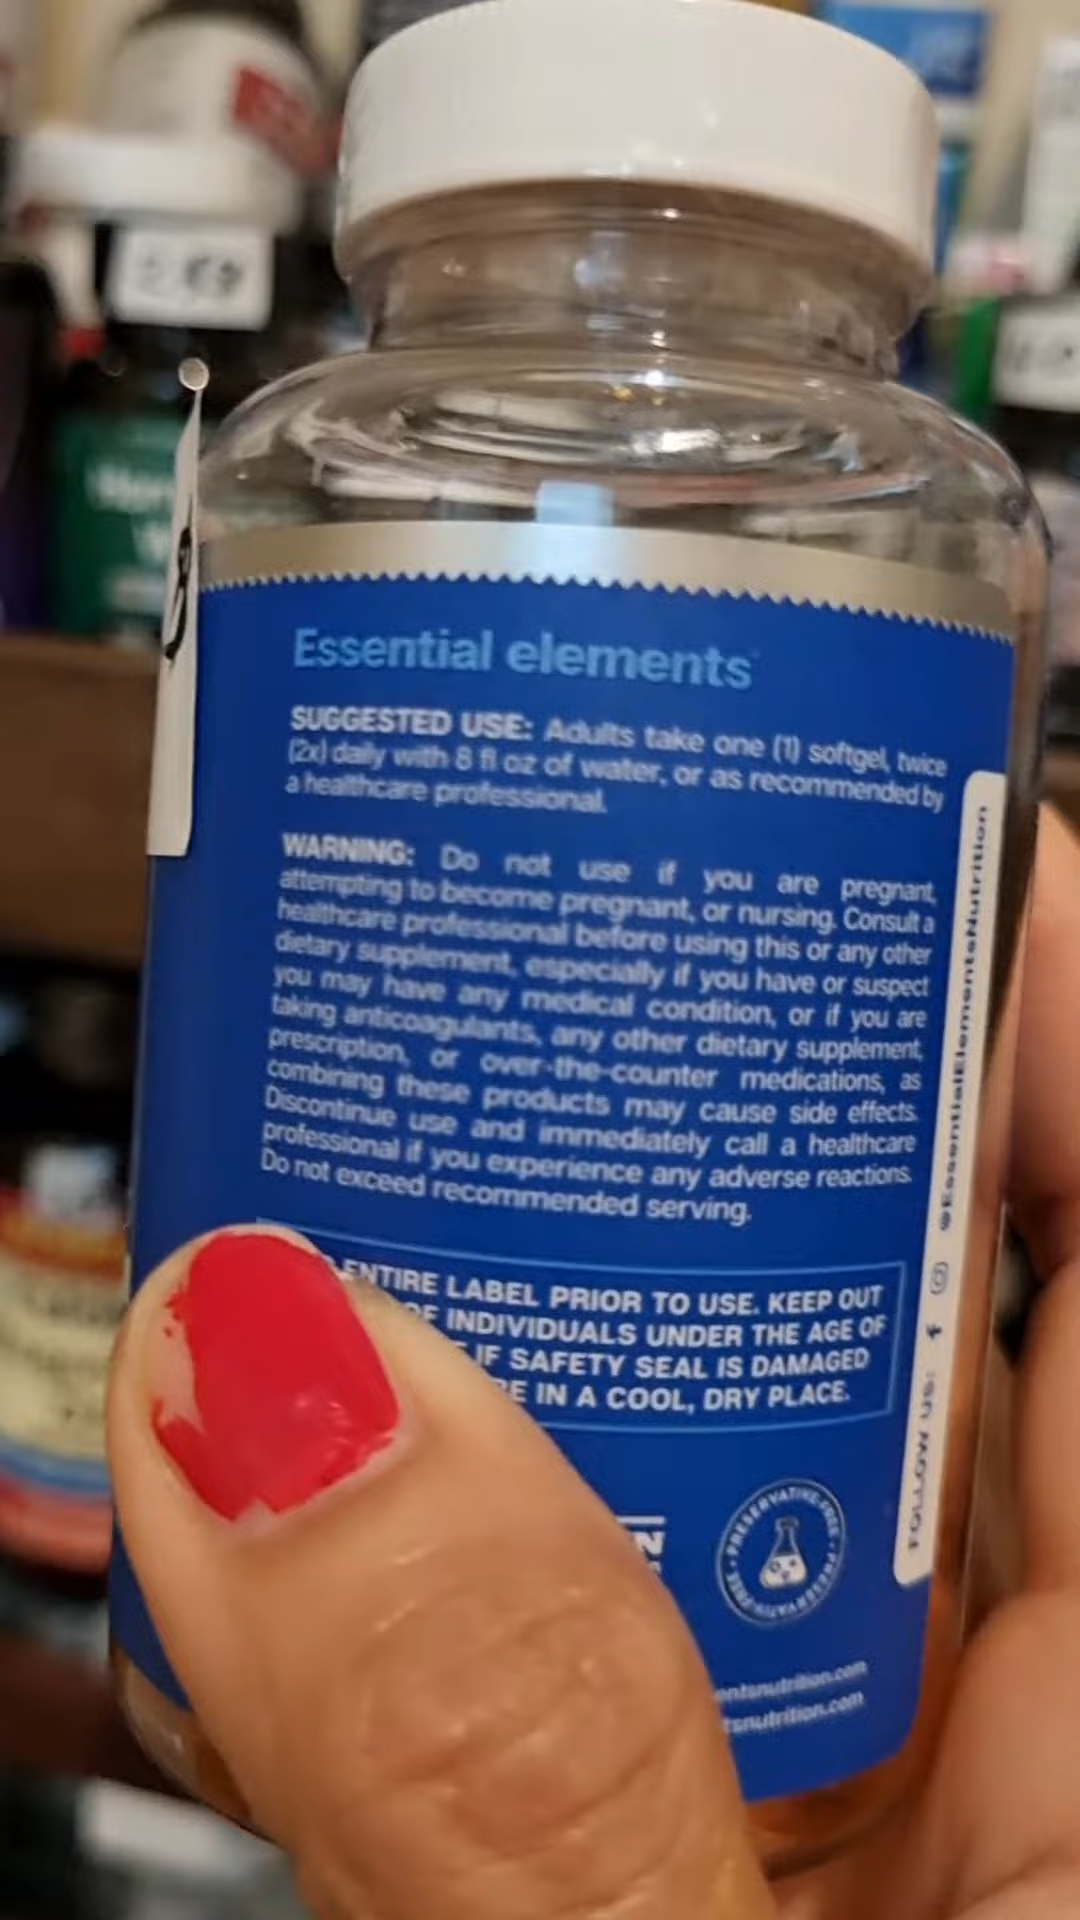 Essential elements
SUGGESTED USE: Adults take one (1) softgel, twice
(2x) daily with 8 fl oz of water, or as recommended by
a healthcare professional.
WARNING: Do not use if you are pregnant,
attempting to become pregnant, or nursing. Consult a
healthcare professional before using this or any other
dietary supplement, especially if you have or suspect
you may have any medical condition, or if you are
taking anticoagulants, any other dietary supplement,
prescription, or over-the-counter medications, as
combining these products may cause side effects.
Discontinue use and immediately call a healthcare
professional if you experience any adverse reactions.
Do not exceed recommended serving.
ENTIRE LABEL PRIOR TO USE. KEEP OUT
INDIVIDUALS UNDER THE AGE OF
IF SAFETY SEAL IS DAMAGED
IN A COOL, DRY PLACE.
PRESERVATIVE-FREE • PRESERVATIVE-FREE •
entsnutrition.com
tsnutrition.com
FOLLOW US: @EssentialElementsNutrition